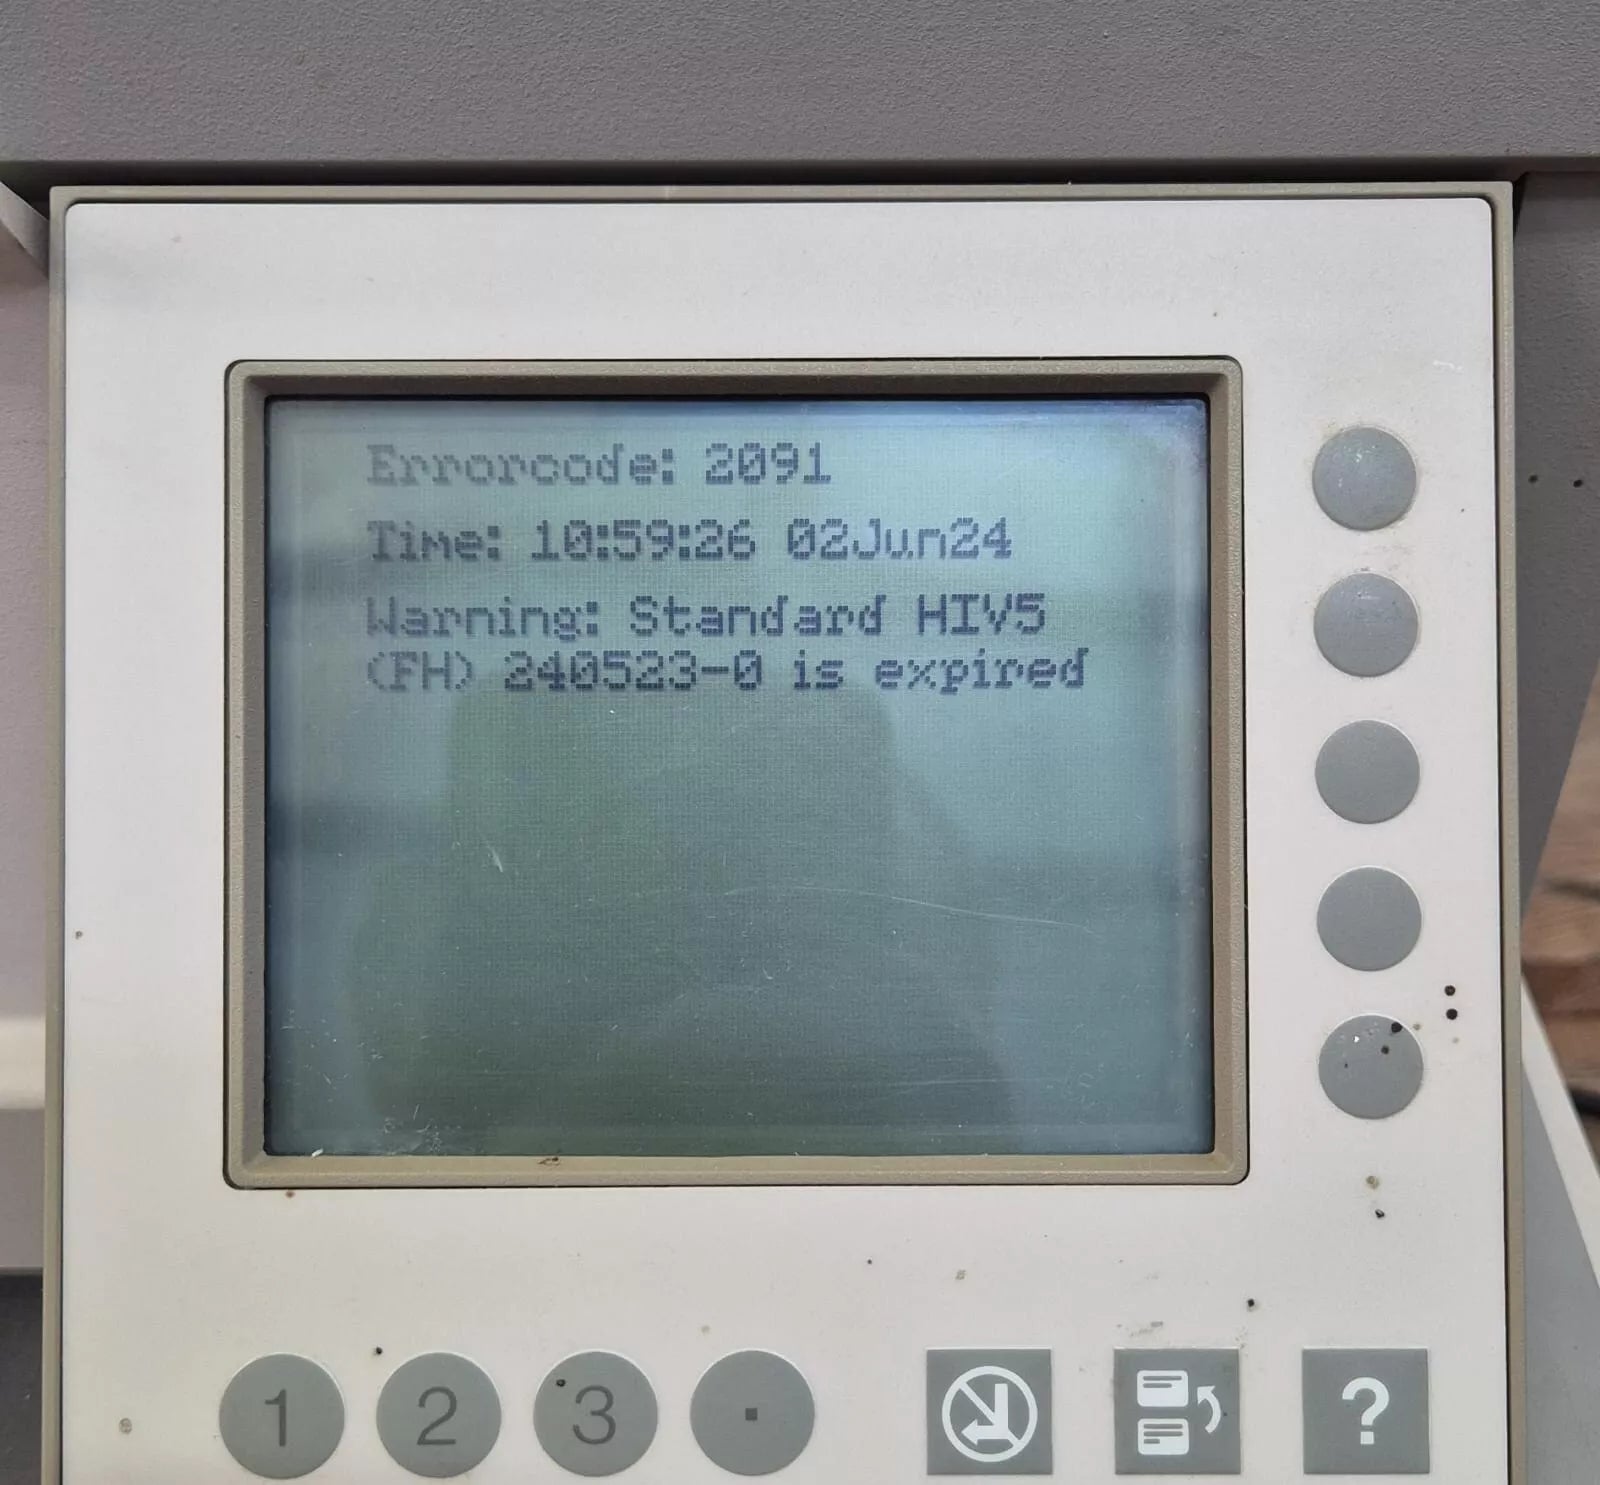 Errorcode: 2091
Time: 10:59:26 02Jun24
Warning: Standard HIV5
(FH) 240523-0 is expired
1 2 3 . ?